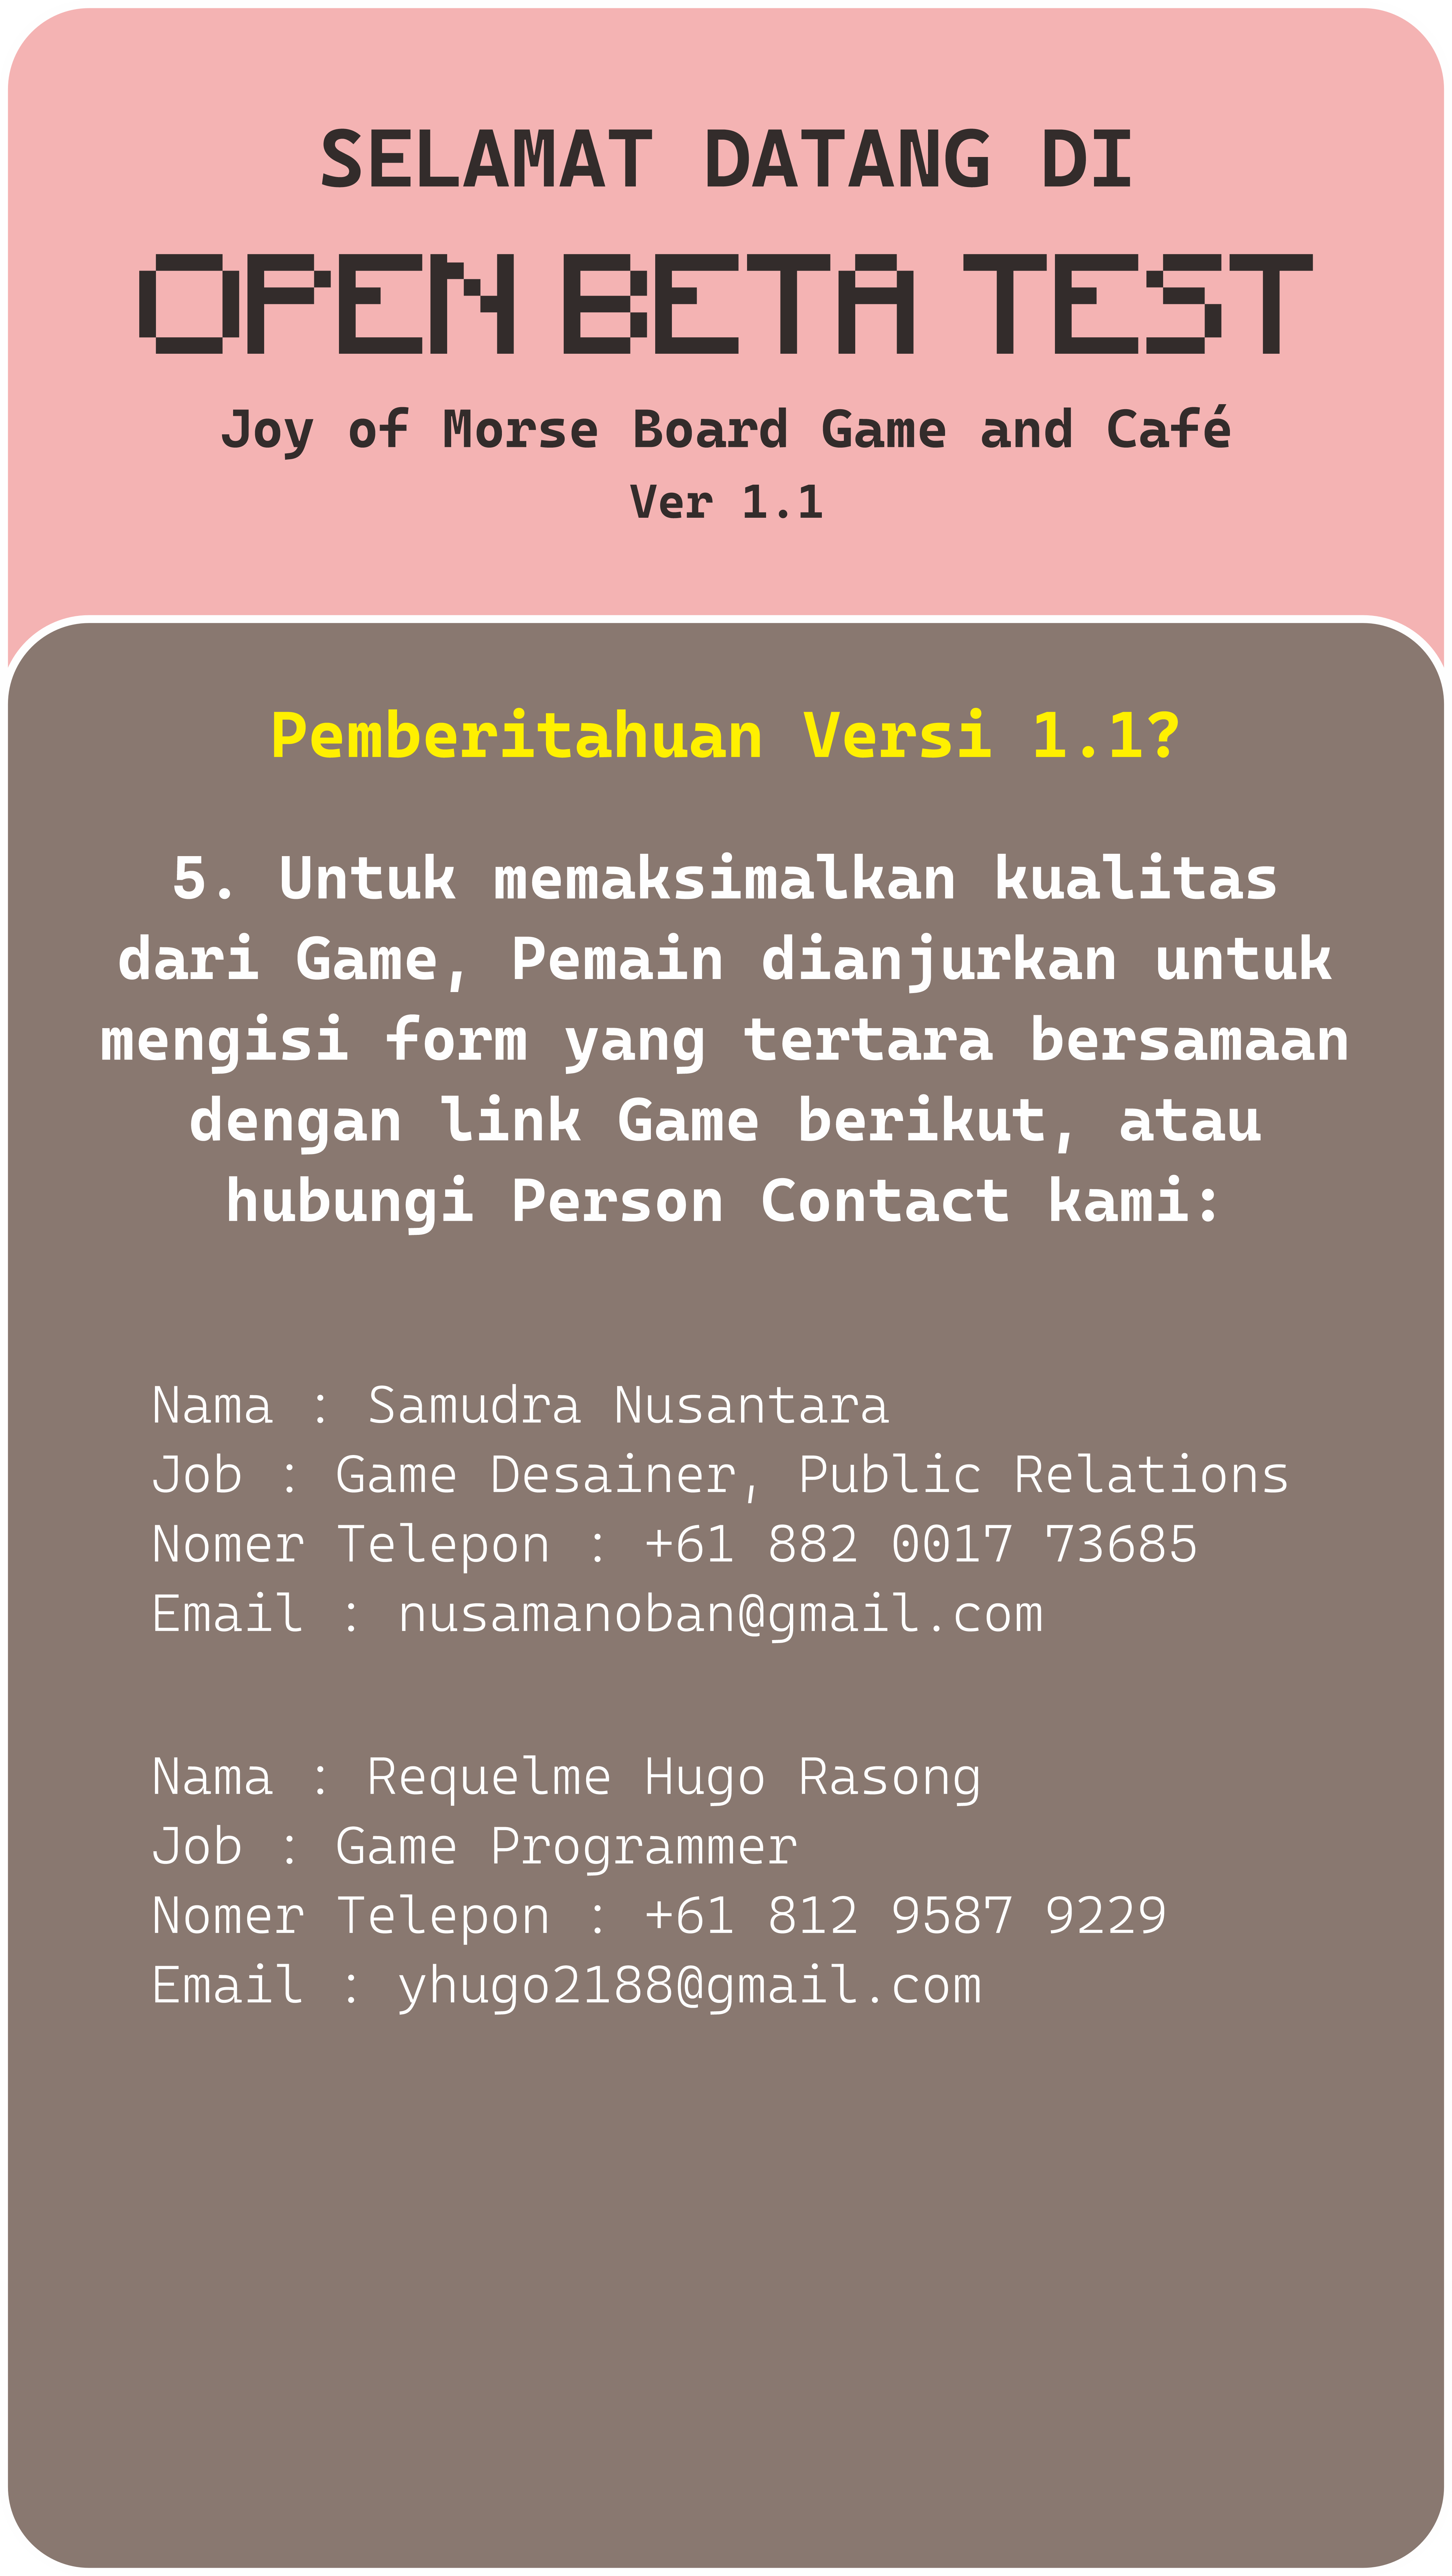 SELAMAT DATANG DI
OPEN BETA TEST
Joy of Morse Board Game and Café
Ver 1.1
Pemberitahuan Versi 1.1?
5. Untuk memaksimalkan kualitas
dari Game, Pemain dianjurkan untuk
mengisi form yang tertara bersamaan
dengan link Game berikut, atau
hubungi Person Contact kami:
Nama : Samudra Nusantara
Job : Game Desainer, Public Relations
Nomer Telepon : +61 882 0017 73685
Email : nusamanoban@gmail.com
Nama : Requelme Hugo Rasong
Job : Game Programmer
Nomer Telepon : +61 812 9587 9229
Email : yhugo2188@gmail.com